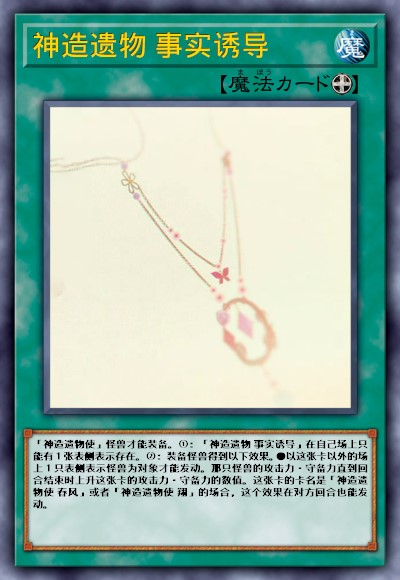 神造遗物 事实诱导
魔
【魔法カード】
まほう
「神造遗物使」怪兽才能装备。①：「神造遗物 事实诱导」在自己场上只
能有1张表侧表示存在。②：装备怪兽得到以下效果。●以这张卡以外的场
上1只表侧表示怪兽为对象才能发动。那只怪兽的攻击力·守备力直到回
合结束时上升这张卡的攻击力·守备力的数值。这张卡的卡名是「神造遗
物使 春风」或者「神造遗物使 翔」的场合，这个效果在对方回合也能发
动。